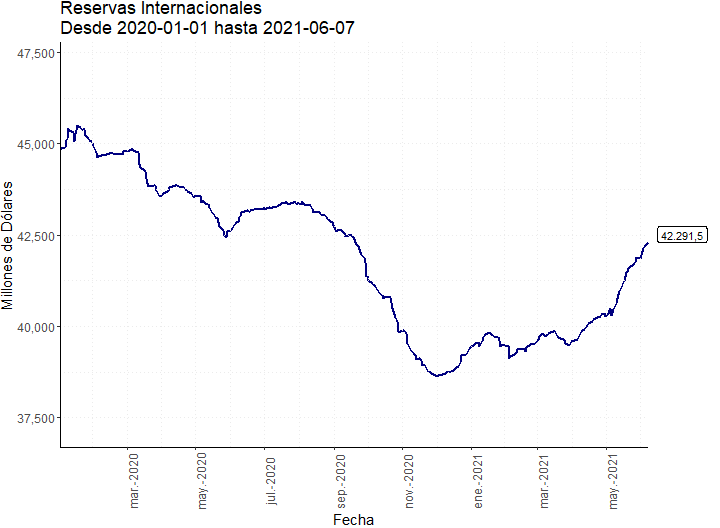 Reservas Internacionales
Desde 2020-01-01 hasta 2021-06-07
47,500
45,000
42,500
40,000
37,500
Millones de Dólares
42.291,5
mar.-2020
may.-2020
jul.-2020
sep.-2020
nov.-2020
ene.-2021
mar.-2021
may.-2021
Fecha